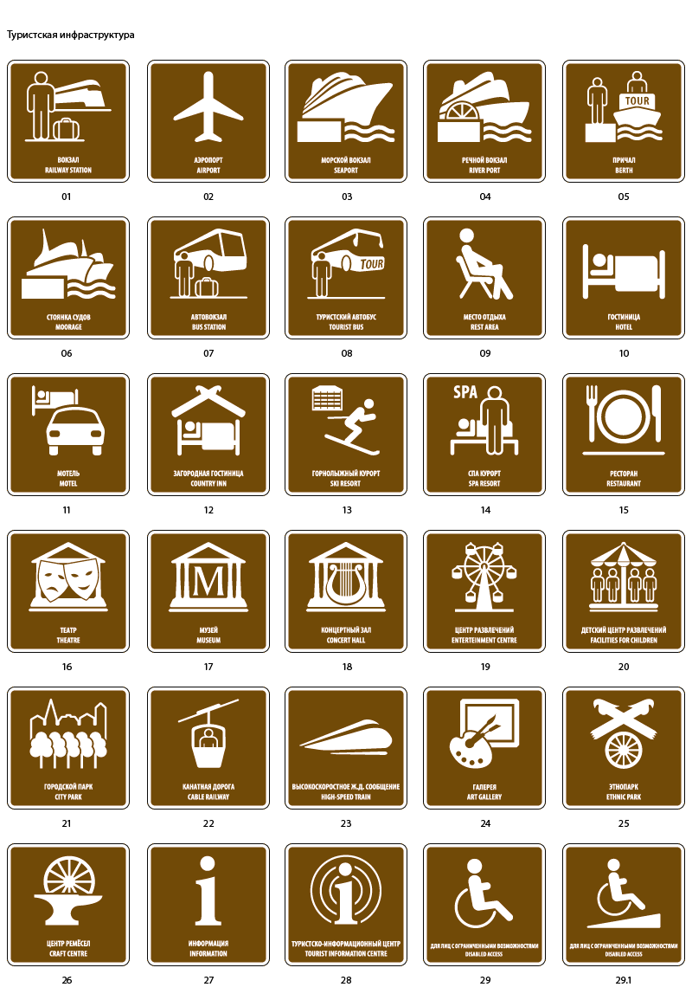 Туристская инфраструктура
ВОКЗАЛ
RAILWAY STATION
01
АЭРОПОРТ
AIRPORT
02
МОРСКОЙ ВОКЗАЛ
SEAPORT
03
РЕЧНОЙ ВОКЗАЛ
RIVER PORT
04
TOUR
ПРИЧАЛ
BERTH
05
СТОЯНКА СУДОВ
MOORAGE
06
АВТОВОКЗАЛ
BUS STATION
07
TOUR
ТУРИСТСКИЙ АВТОБУС
TOURIST BUS
08
МЕСТО ОТДЫХА
REST AREA
09
ГОСТИНИЦА
HOTEL
10
МОТЕЛЬ
MOTEL
11
ЗАГОРОДНАЯ ГОСТИНИЦА
COUNTRY INN
12
ГОРНОЛЫЖНЫЙ КУРОРТ
SKI RESORT
13
SPA
СПА КУРОРТ
SPA RESORT
14
РЕСТОРАН
RESTAURANT
15
ТЕАТР
THEATRE
16
М
МУЗЕЙ
MUSEUM
17
КОНЦЕРТНЫЙ ЗАЛ
CONCERT HALL
18
ЦЕНТР РАЗВЛЕЧЕНИЙ
ENTERTEINMENT CENTRE
19
ДЕТСКИЙ ЦЕНТР РАЗВЛЕЧЕНИЙ
FACILITIES FOR CHILDREN
20
ГОРОДСКОЙ ПАРК
CITY PARK
21
КАНАТНАЯ ДОРОГА
CABLE RAILWAY
22
ВЫСОКОСКОРОСТНОЕ Ж.Д. СООБЩЕНИЕ
HIGH-SPEED TRAIN
23
ГАЛЕРЕЯ
ART GALLERY
24
ЭТНОПАРК
ETHNIC PARK
25
ЦЕНТР РЕМЁСЕЛ
CRAFT CENTRE
26
i
ИНФОРМАЦИЯ
INFORMATION
27
i
ТУРИСТСКО-ИНФОРМАЦИОННЫЙ ЦЕНТР
TOURIST INFORMATION CENTRE
28
ДЛЯ ЛИЦ С ОГРАНИЧЕННЫМИ ВОЗМОЖНОСТЯМИ
DISABLED ACCESS
29
ДЛЯ ЛИЦ С ОГРАНИЧЕННЫМИ ВОЗМОЖНОСТЯМИ
DISABLED ACCESS
29.1